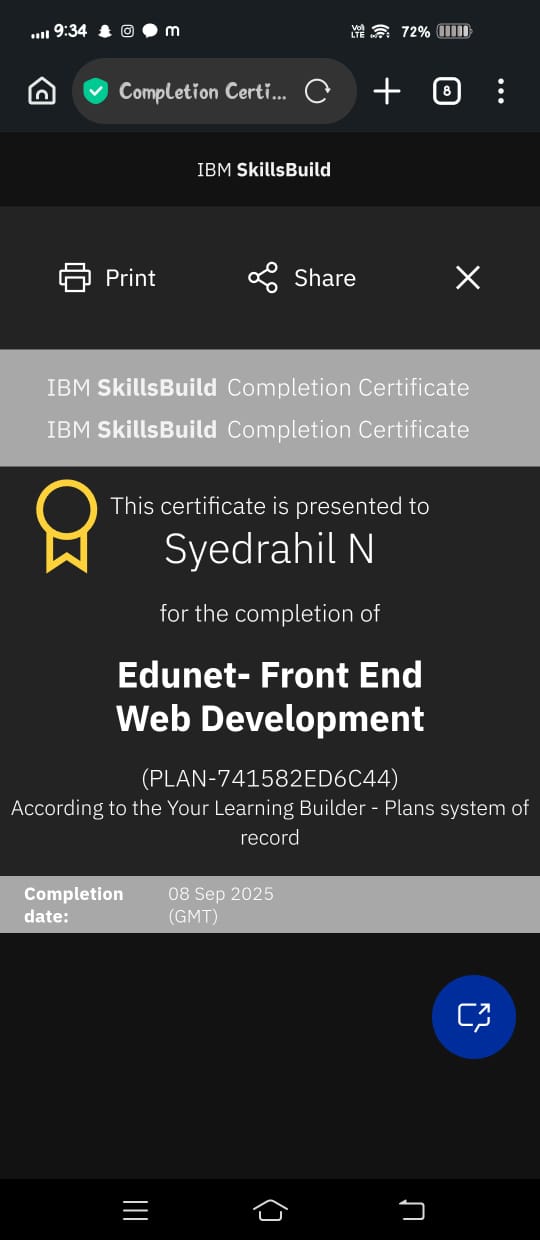 9:34 m Vo) LTE 72%
Completion Certi... 8
IBM SkillsBuild
Print Share
IBM SkillsBuild Completion Certificate
IBM SkillsBuild Completion Certificate
This certificate is presented to
Syedrahil N
for the completion of
Edunet- Front End
Web Development
(PLAN-741582ED6C44)
According to the Your Learning Builder - Plans system of
record
Completion 08 Sep 2025
date: (GMT)